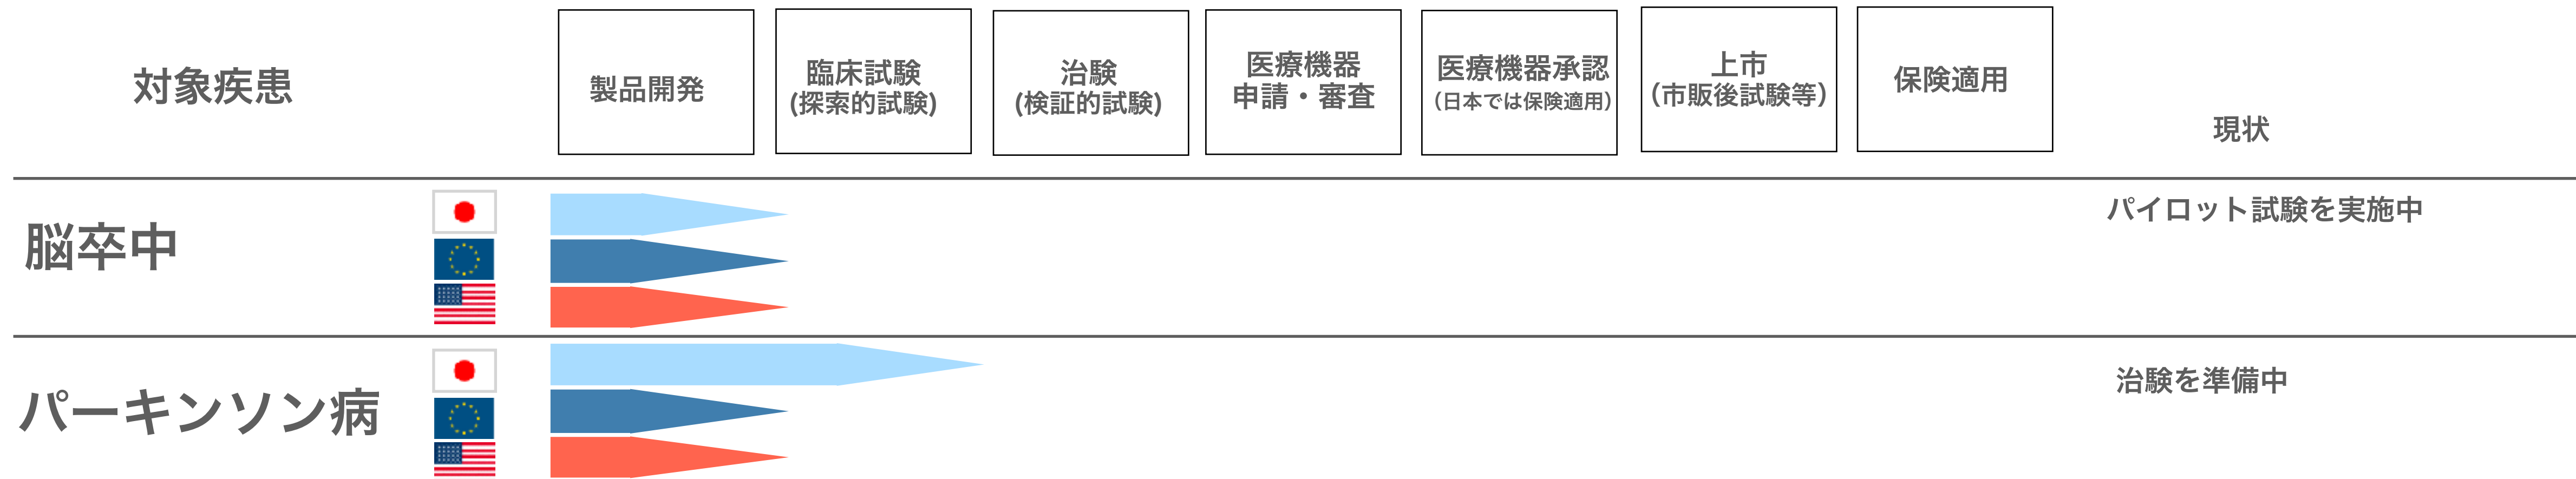 対象疾患
製品開発
臨床試験
(探索的試験)
治験
(検証的試験)
医療機器
申請・審査
医療機器承認
（日本では保険適用）
上市
（市販後試験等）
保険適用
現状
脳卒中
パイロット試験を実施中
パーキンソン病
治験を準備中